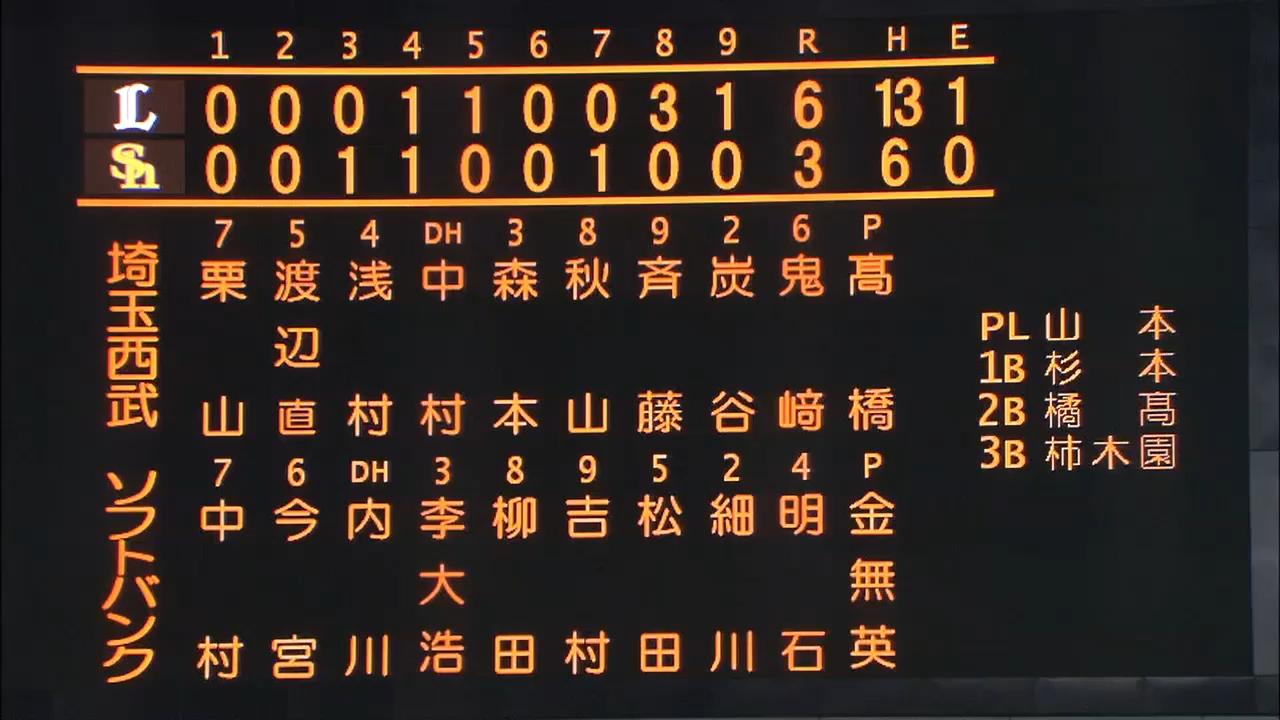 1 2 3 4 5 6 7 8 9 R H E
L 0 0 0 1 1 0 0 3 1 6 13 1
Sh 0 0 1 1 0 0 1 0 0 3 6 0
埼玉西武
7 5 4 DH 3 8 9 2 6 P
栗山 渡辺直 浅村 中村 森本 秋山 斉藤 炭谷 鬼﨑 髙橋
ソフトバンク
7 6 DH 3 8 9 5 2 4 P
中村 今宮 内川 李大浩 柳田 吉村 松田 細川 明石 金無英
PL 山本
1B 杉本
2B 橘髙
3B 柿木園